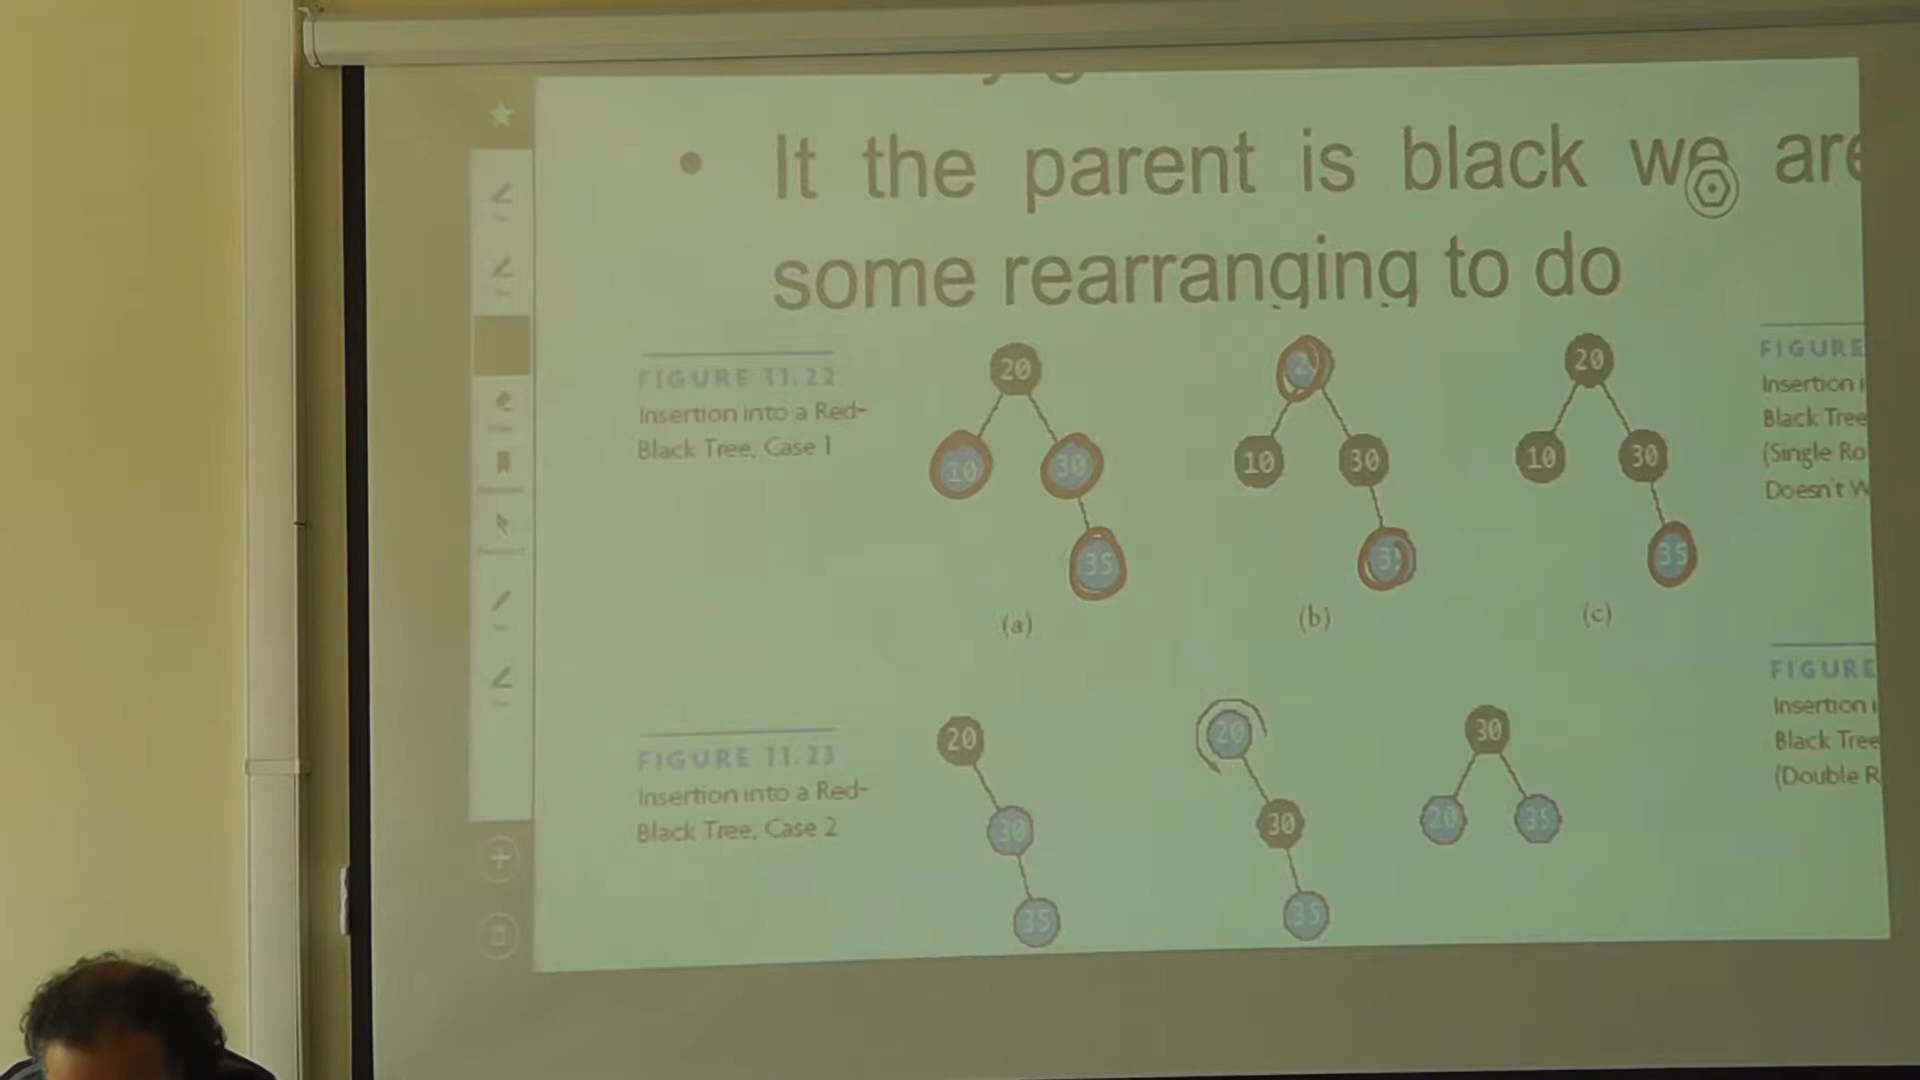 It the parent is black we are
some rearranging to do
FIGURE 11.22
Insertion into a Red-
Black Tree, Case 1
20
10 30
35
(a)
10 30
(b)
20
10 30
35
(c)
FIGURE
Insertion i
Black Tree
(Single Ro
Doesn't W
FIGURE 11.23
Insertion into a Red-
Black Tree, Case 2
20
30
35
20
30
35
30
20 35
FIGURE
Insertion i
Black Tree
(Double R